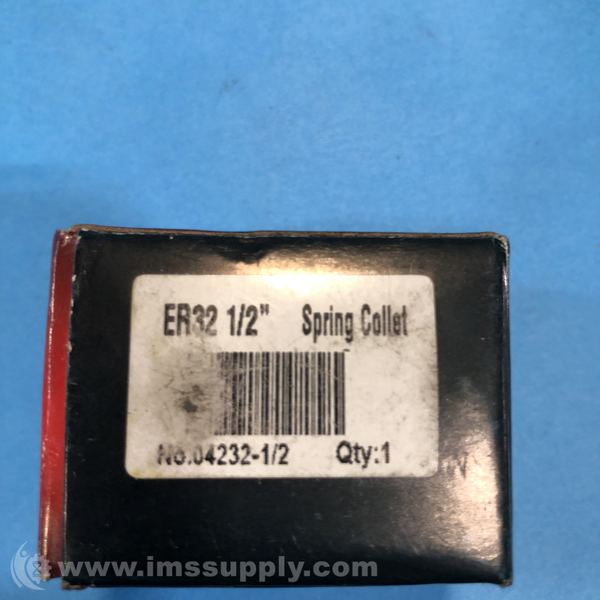 ER32 1/2" Spring Collet
No.04232-1/2 Qty:1
www.imssupply.com